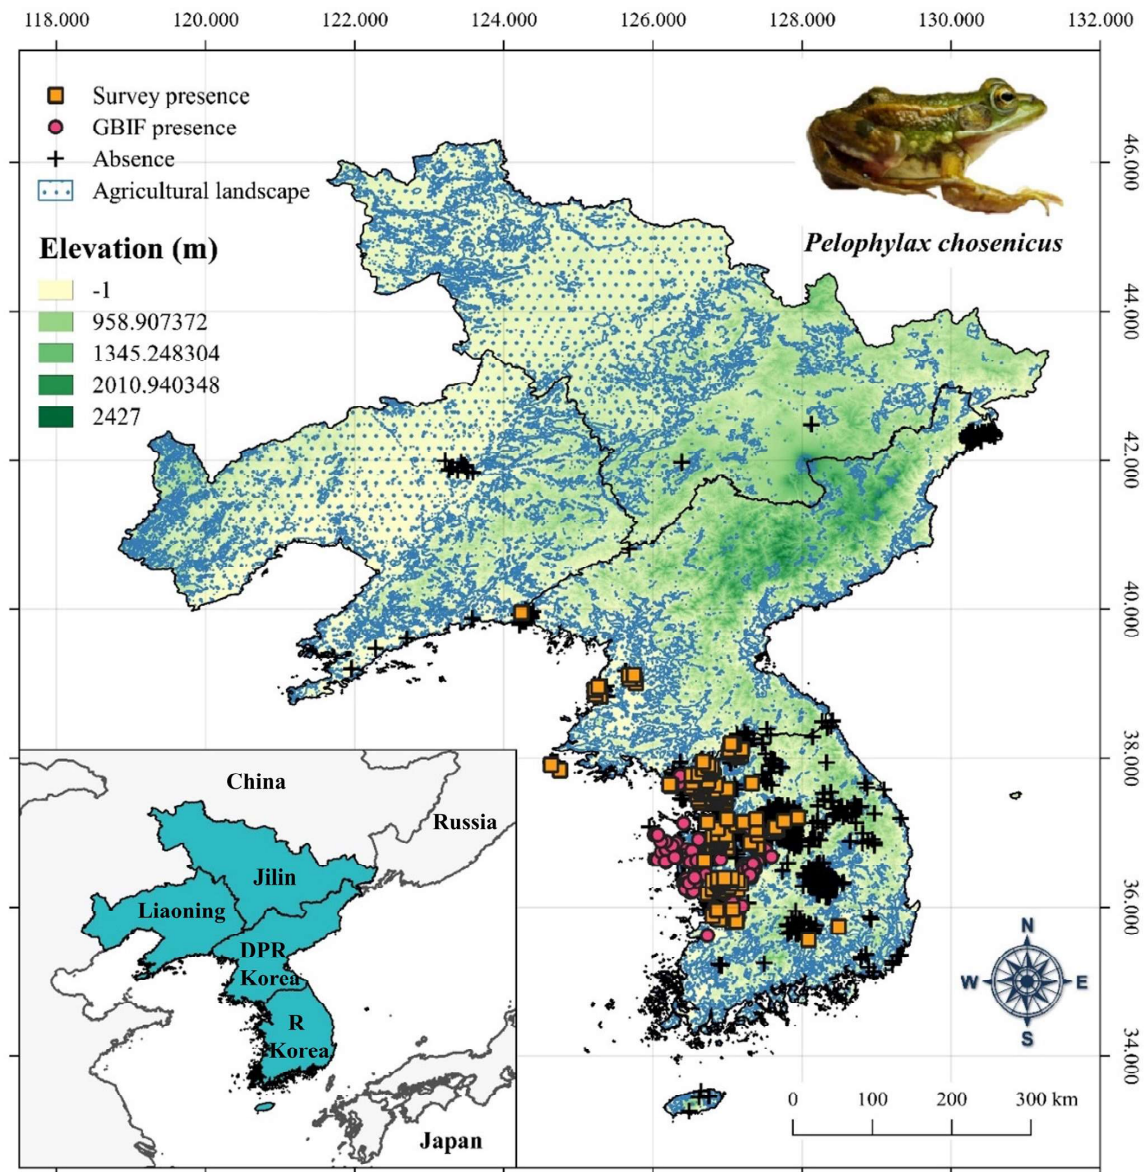 118.000 120.000 122.000 124.000 126.000 128.000 130.000 132.000
Survey presence
GBIF presence
Absence
Agricultural landscape
Elevation (m)
-1
958.907372
1345.248304
2010.940348
2427
Pelophylax chosenicus
46.000
44.000
42.000
40.000
38.000
36.000
34.000
China
Russia
Jilin
Liaoning
DPR
Korea
R
Korea
Japan
N
W E
S
0 100 200 300 km